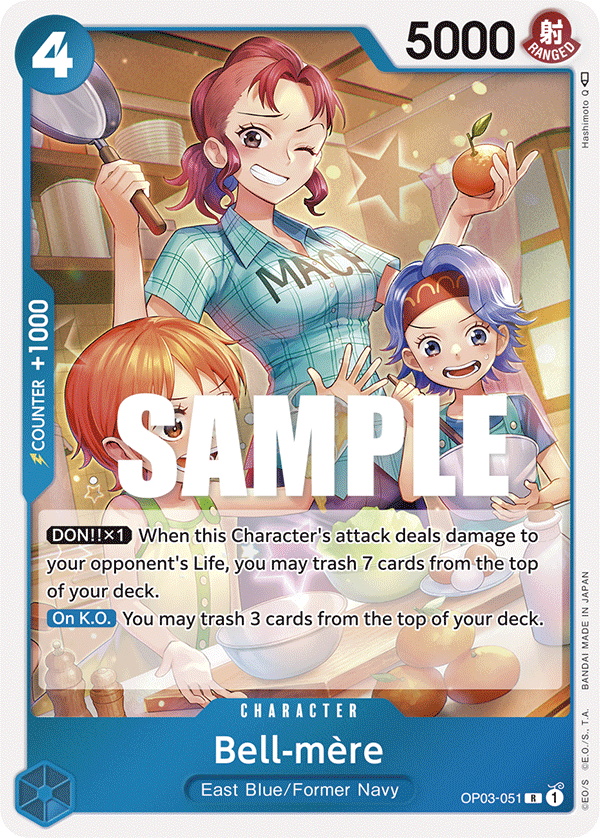 4
5000
射
RANGED
Hashimoto Q
MACE
COUNTER +1000
SAMPLE
DON!!×1 When this Character's attack deals damage to
your opponent's Life, you may trash 7 cards from the top
of your deck.
On K.O. You may trash 3 cards from the top of your deck.
CHARACTER
Bell-mère
East Blue/Former Navy
OP03-051 R 1
©EO/S ©E.O./S., T.A. BANDAI MADE IN JAPAN